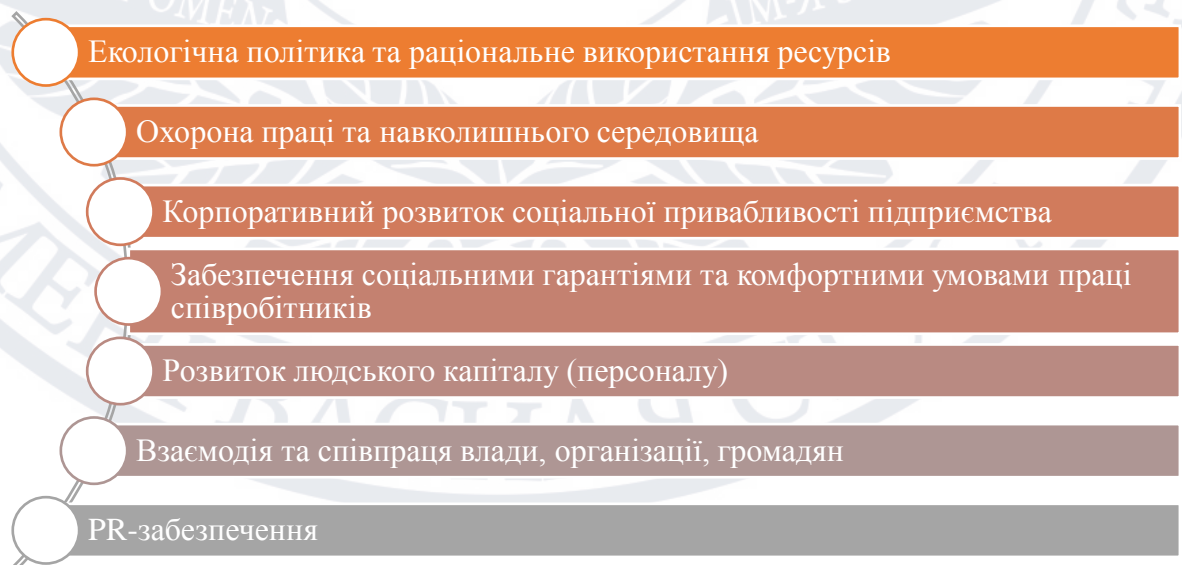 Екологічна політика та раціональне використання ресурсів
Охорона праці та навколишнього середовища
Корпоративний розвиток соціальної привабливості підприємства
Забезпечення соціальними гарантіями та комфортними умовами праці
співробітників
Розвиток людського капіталу (персоналу)
Взаємодія та співпраця влади, організації, громадян
PR-забезпечення